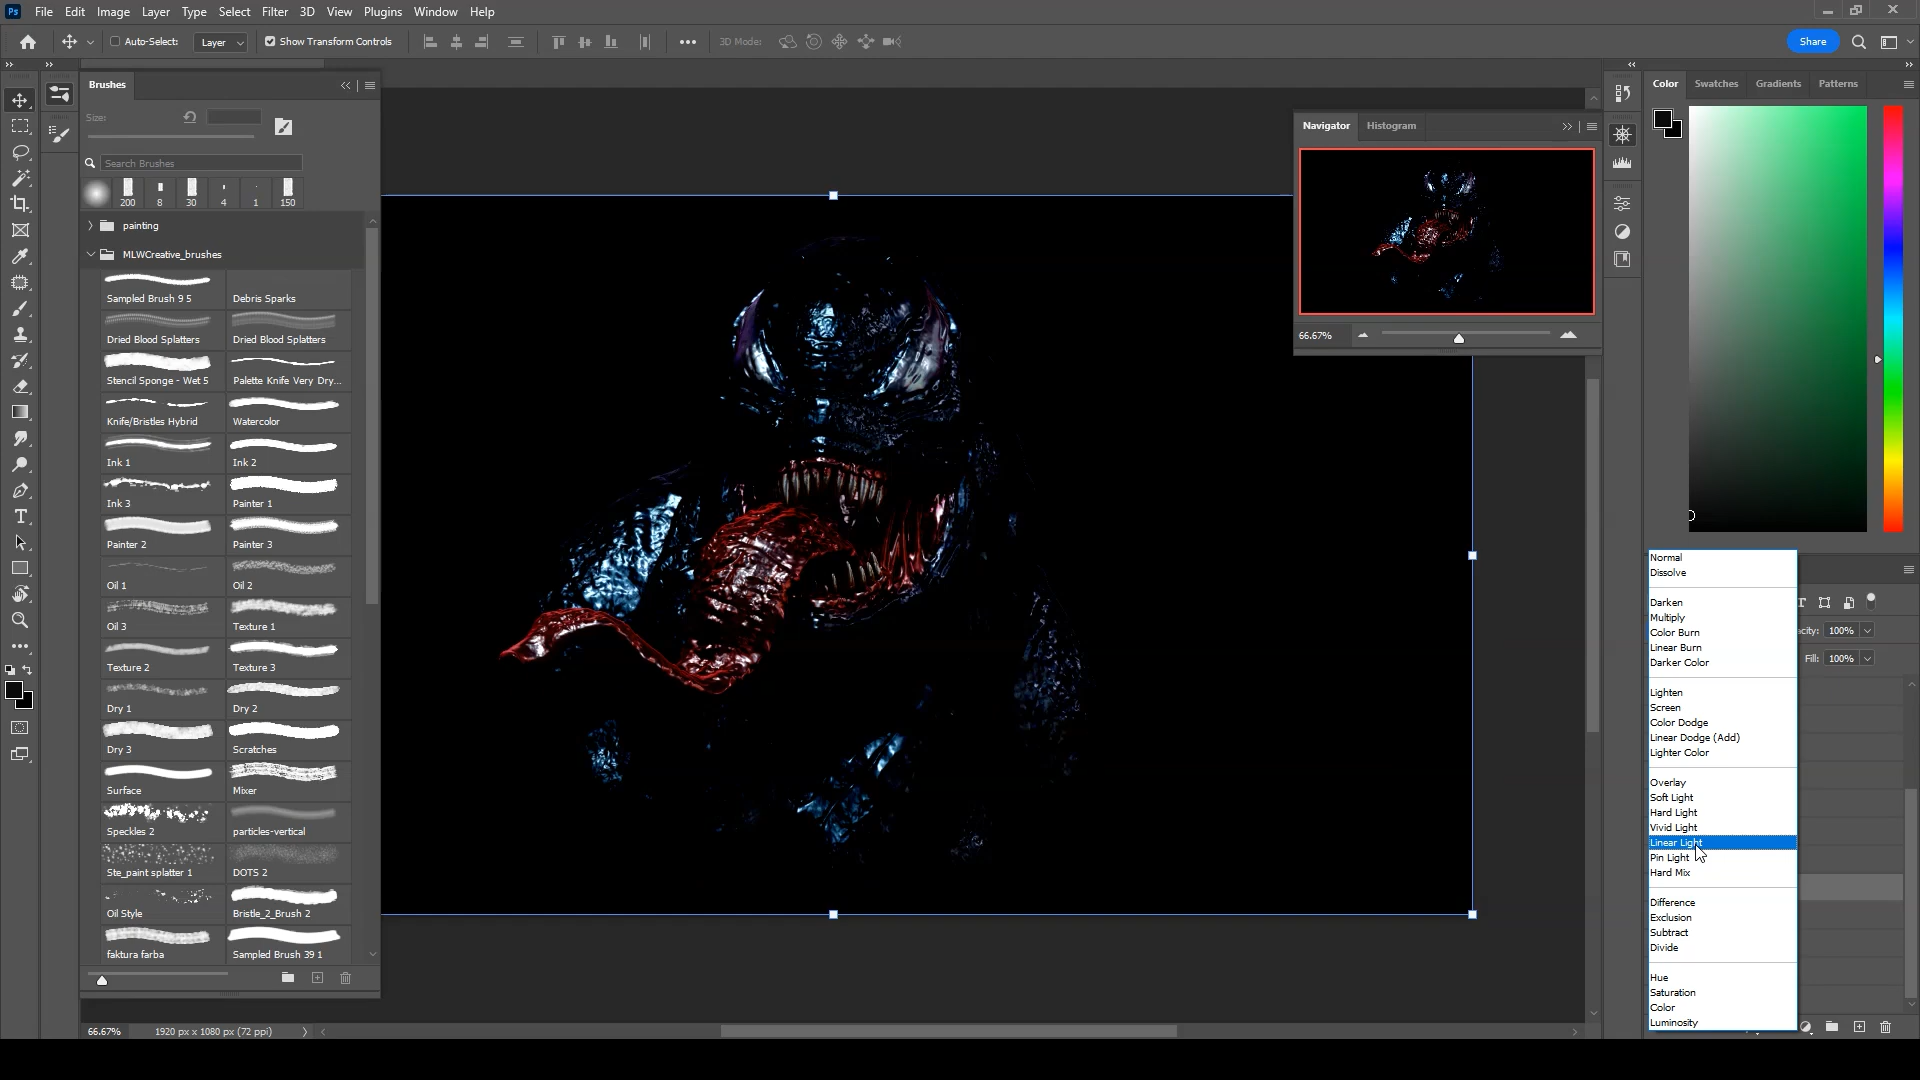 Ps File Edit Image Layer Type Select Filter 3D View Plugins Window Help
Auto-Select: Layer Show Transform Controls 3D Mode: Share
Brushes
Size:
Search Brushes
200 8 30 4 1 150
painting
MLWCreative_brushes
Sampled Brush 9 5 Debris Sparks
Dried Blood Splatters Dried Blood Splatters
Stencil Sponge - Wet 5 Palette Knife Very Dry...
Knife/Bristles Hybrid Watercolor
Ink 1 Ink 2
Ink 3 Painter 1
Painter 2 Painter 3
Oil 1 Oil 2
Oil 3 Texture 1
Texture 2 Texture 3
Dry 1 Dry 2
Dry 3 Scratches
Surface Mixer
Speckles 2 particles-vertical
Ste_paint splatter 1 DOTS 2
Oil Style Bristle_2_Brush 2
faktura farba Sampled Brush 39 1
Navigator Histogram
66.67%
Color Swatches Gradients Patterns
Normal
Dissolve
Darken
Multiply
Color Burn
Linear Burn
Darker Color
Lighten
Screen
Color Dodge
Linear Dodge (Add)
Lighter Color
Overlay
Soft Light
Hard Light
Vivid Light
Linear Light
Pin Light
Hard Mix
Difference
Exclusion
Subtract
Divide
Hue
Saturation
Color
Luminosity
acity: 100%
Fill: 100%
66.67% 1920 px x 1080 px (72 ppi)